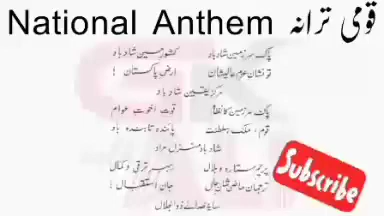 National Anthem قومی ترانہ
پاک سرزمین شاد باد کشور حسین شاد باد
تو نشان عزم عالیشان ارض پاکستان !
مرکز یقین شاد باد
پاک سرزمین کا نظام قوت اخوت عوام
قوم ، ملک ، سلطنت پائندہ تابندہ باد
شاد باد منزل مراد
پرچم ستارہ و ہلال رہبر ترقی و کمال
ترجمان ماضی شان حال جان استقبال !
سایۂ خدائے ذوالجلال
Subscribe